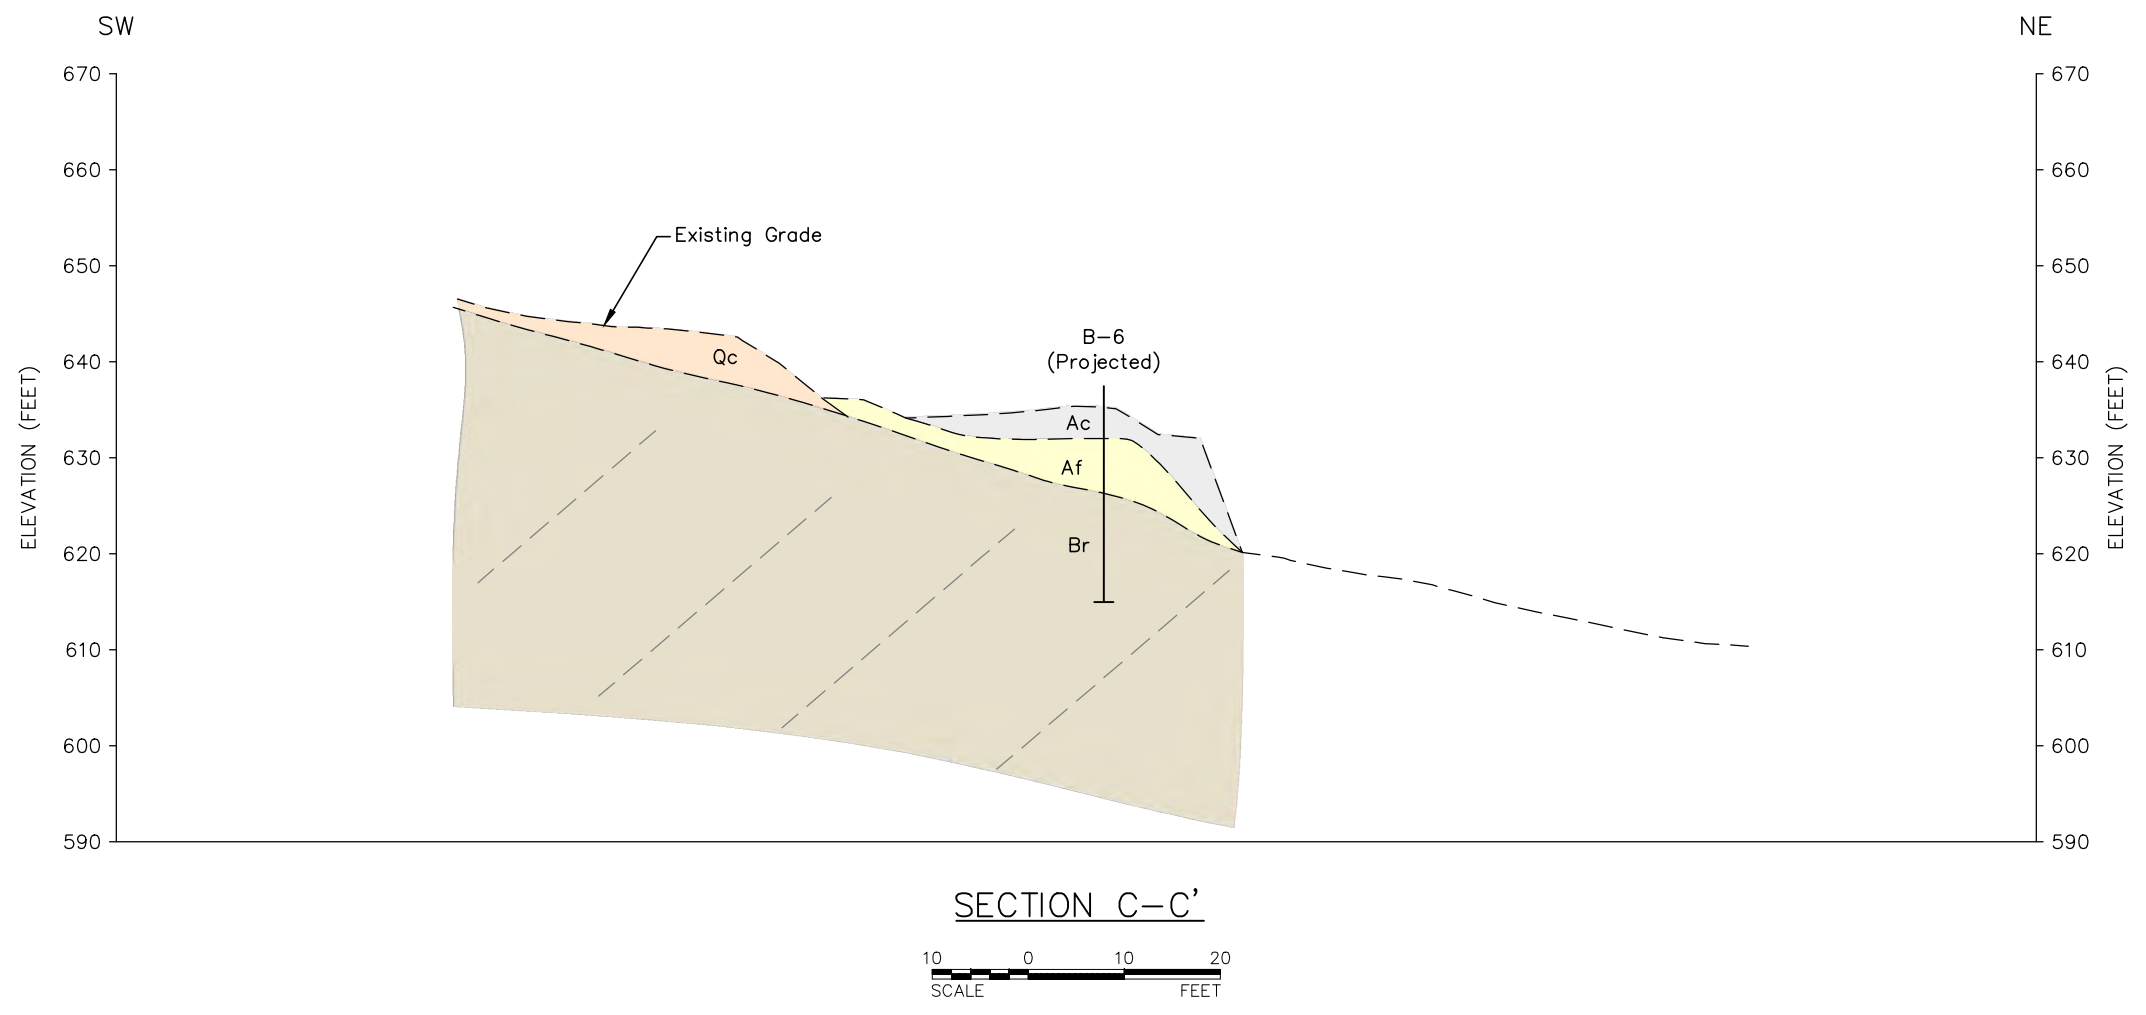 SW NE
670 670
660 660
Existing Grade
650 650
B-6
(Projected)
Qc
640 640
Ac
ELEVATION (FEET) ELEVATION (FEET)
630 630
Af
Br
620 620
610 610
600 600
590 590
SECTION C-C'
10 0 10 20
SCALE FEET